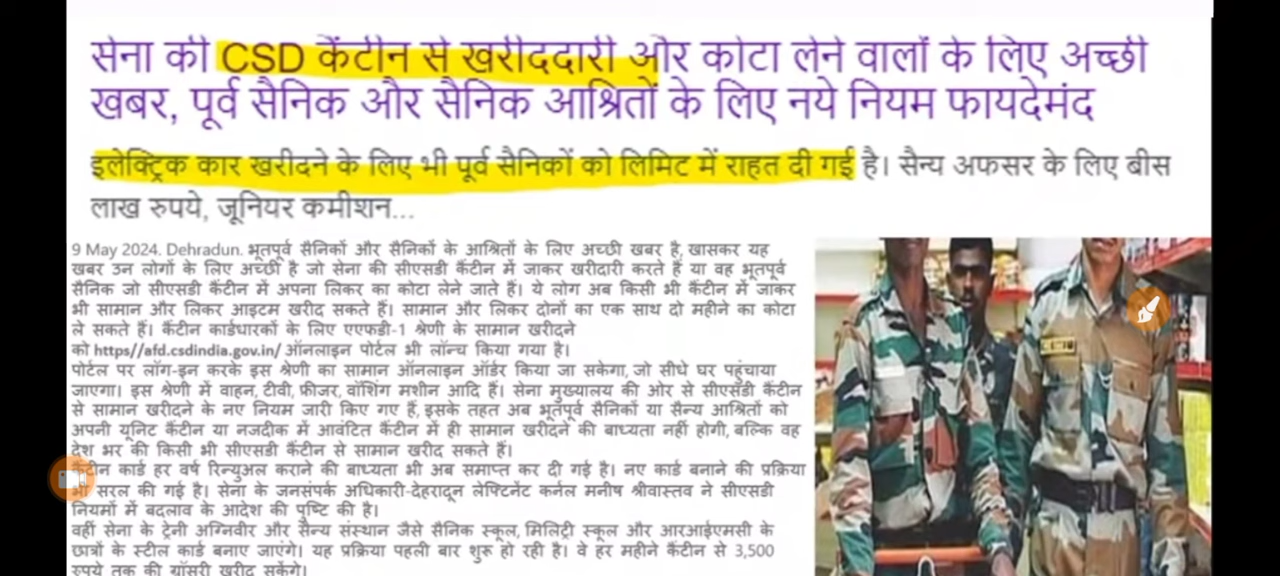 सेना की CSD कैंटीन से खरीददारी और कोटा लेने वालों के लिए अच्छी
खबर, पूर्व सैनिक और सैनिक आश्रितों के लिए नये नियम फायदेमंद
इलेक्ट्रिक कार खरीदने के लिए भी पूर्व सैनिकों को लिमिट में राहत दी गई है। सैन्य अफसर के लिए बीस
लाख रुपये, जूनियर कमीशन...
9 May 2024. Dehradun. भूतपूर्व सैनिकों और सैनिकों के आश्रितों के लिए अच्छी खबर है, खासकर यह
खबर उन लोगों के लिए अच्छी है जो सेना की सीएसडी कैंटीन में जाकर खरीदारी करते हैं या वह भूतपूर्व
सैनिक जो सीएसडी कैंटीन में अपना लिकर का कोटा लेने जाते हैं। ये लोग अब किसी भी कैंटीन में जाकर
भी सामान और लिकर आइटम खरीद सकते हैं। सामान और लिकर दोनों का एक साथ दो महीने का कोटा
ले सकते हैं। कैंटीन कार्डधारकों के लिए एएफडी-1 श्रेणी के सामान खरीदने
को https//afd.csdindia.gov.in/ ऑनलाइन पोर्टल भी लॉन्च किया गया है।
पोर्टल पर लॉग-इन करके इस श्रेणी का सामान ऑनलाइन ऑर्डर किया जा सकेगा, जो सीधे घर पहुंचाया
जाएगा। इस श्रेणी में वाहन, टीवी, फ्रीजर, वॉशिंग मशीन आदि हैं। सेना मुख्यालय की ओर से सीएसडी कैंटीन
से सामान खरीदने के नए नियम जारी किए गए हैं, इसके तहत अब भूतपूर्व सैनिकों या सैन्य आश्रितों को
अपनी यूनिट कैंटीन या नजदीक में आवंटित कैंटीन में ही सामान खरीदने की बाध्यता नहीं होगी, बल्कि वह
देश भर की किसी भी सीएसडी कैंटीन से सामान खरीद सकते हैं।
कैंटीन कार्ड हर वर्ष रिन्युअल कराने की बाध्यता भी अब समाप्त कर दी गई है। नए कार्ड बनाने की प्रक्रिया
भी सरल की गई है। सेना के जनसंपर्क अधिकारी-देहरादून लेफ्टिनेंट कर्नल मनीष श्रीवास्तव ने सीएसडी
नियमों में बदलाव के आदेश की पुष्टि की है।
वहीं सेना के ट्रेनी अग्निवीर और सैन्य संस्थान जैसे सैनिक स्कूल, मिलिट्री स्कूल और आरआईएमसी के
छात्रों के स्टील कार्ड बनाए जाएंगे। यह प्रक्रिया पहली बार शुरू हो रही है। वे हर महीने कैंटीन से 3,500
रुपये तक की ग्रॉसरी खरीद सकेंगे।